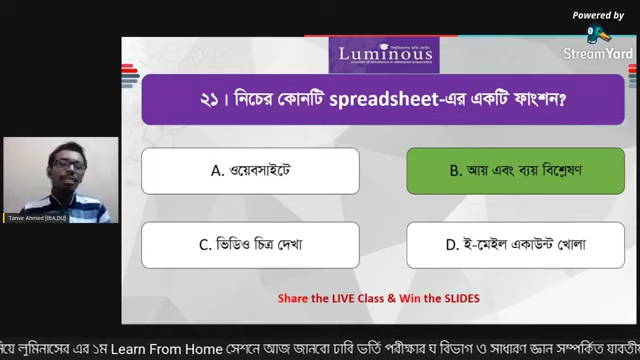 Powered by
StreamYard
Luminous
২১। নিচের কোনটি spreadsheet-এর একটি ফাংশন?
A. ওয়েবসাইটে
B. আয় এবং ব্যয় বিশ্লেষণ
C. ভিডিও চিত্র দেখা
D. ই-মেইল একাউন্ট খোলা
Tanvir Ahmed [IBA,DU]
Share the LIVE Class & Win the SLIDES
নিয়ে লুমিনাসের এর ১ম Learn From Home সেশনে আজ জানবো ঢাবি ভর্তি পরীক্ষার ঘ বিভাগ ও সাধারণ জ্ঞান সম্পর্কিত যাবতীয়